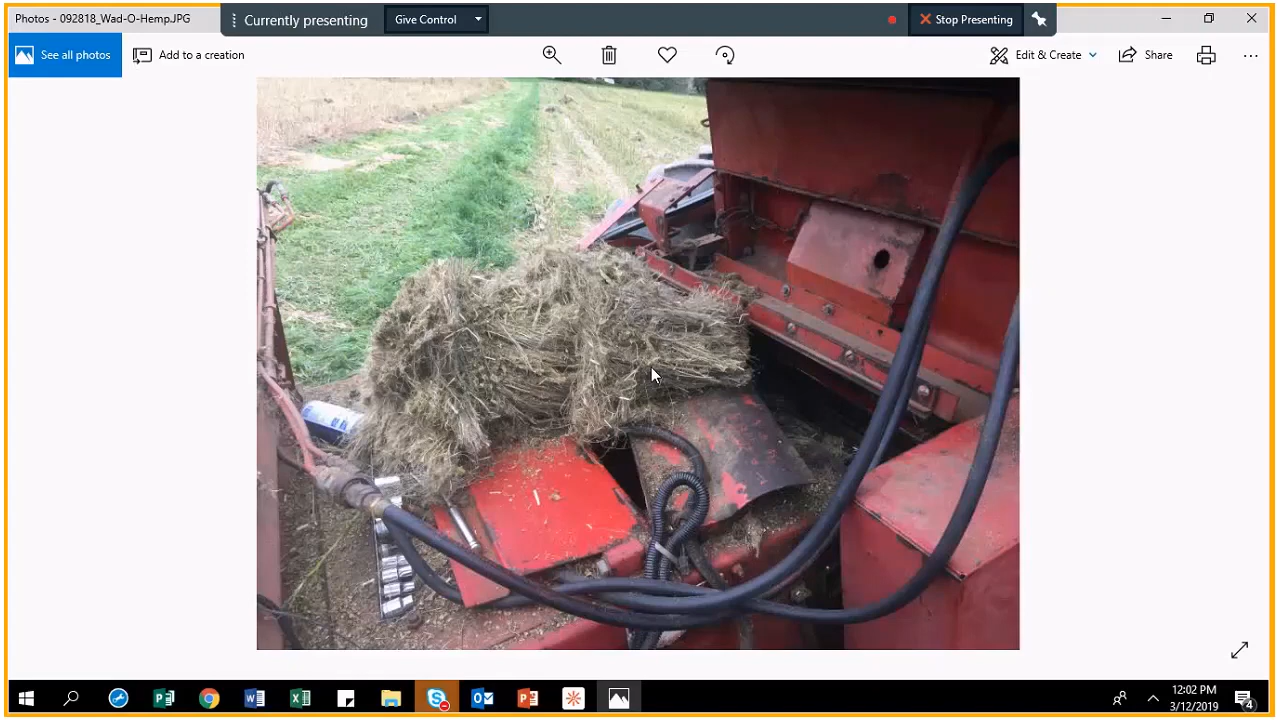 Photos - 092818_Wad-O-Hemp.JPG
Currently presenting
Give Control
Stop Presenting
See all photos
Add to a creation
Edit & Create
Share
12:02 PM
3/12/2019
4